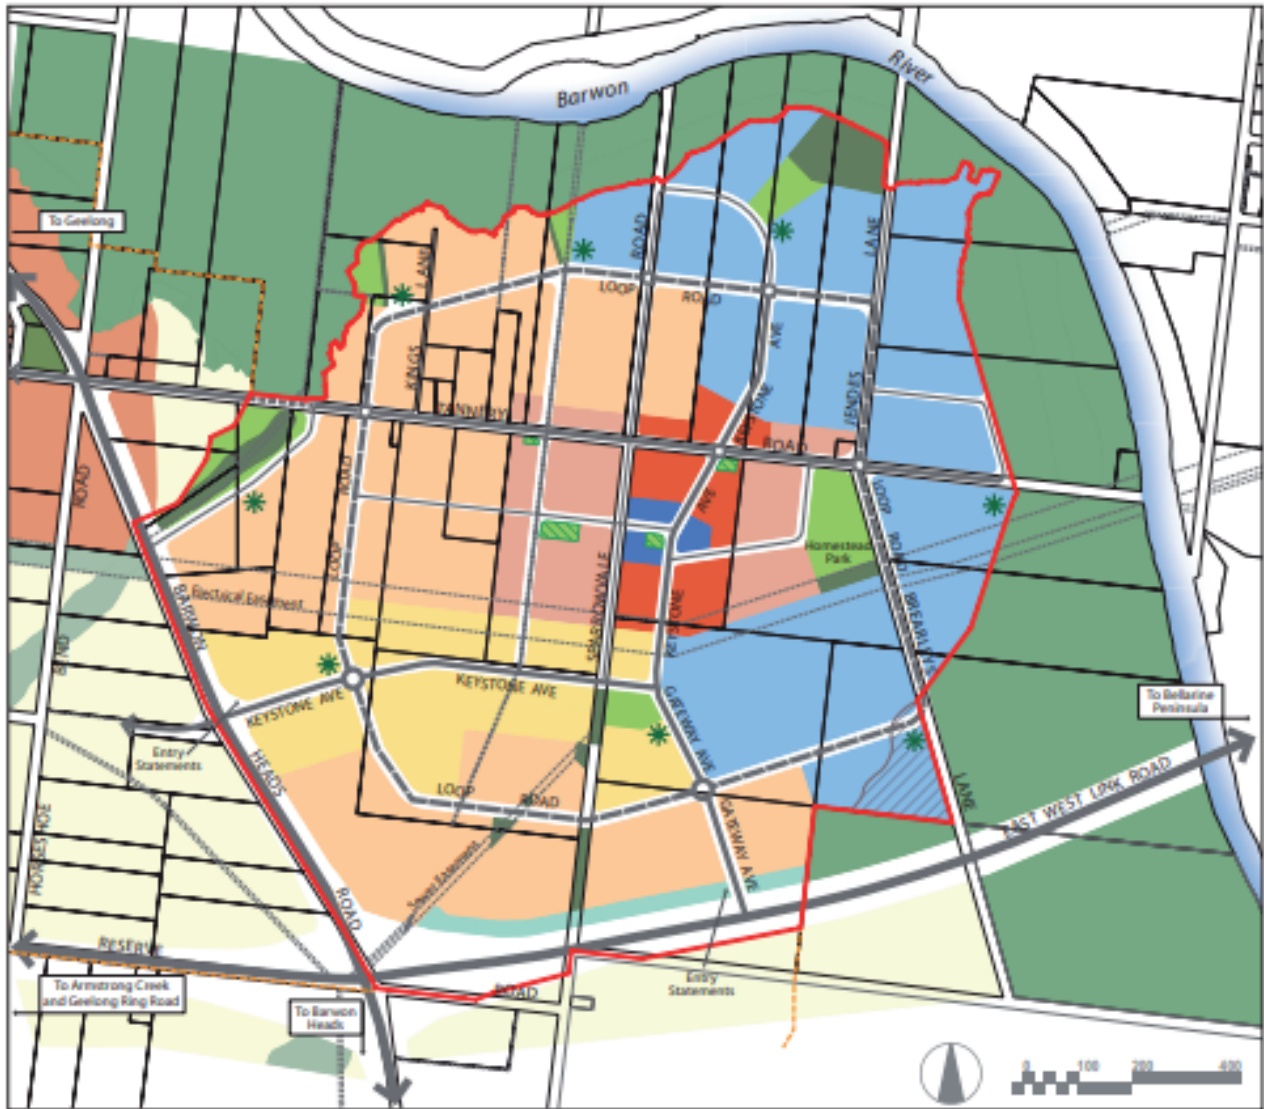 Barwon
River
To Geelong
ROAD
LANE
LANE
LOOP
ROAD
AVE
KINGS
JENDES
KEYSTONE
TANNERY
ROAD
ROAD
ROAD
AVE
LOOP
ROAD
LOOP
Homestead
Park
SPARROWVALE
BARWON
Electrical Easement
KEYSTONE
BREARLEYS
BEND
KEYSTONE AVE
KEYSTONE AVE
GATEWAY AVE
To Bellarine
Peninsula
Entry
Statements
HEADS
LOOP
ROAD
LANE
EAST WEST LINK ROAD
HORSESHOE
GATEWAY AVE
Sewer Easement
ROAD
RESERVE
Entry
Statements
ROAD
To Armstrong Creek
and Geelong Ring Road
To Barwon
Heads
0 100 200 400